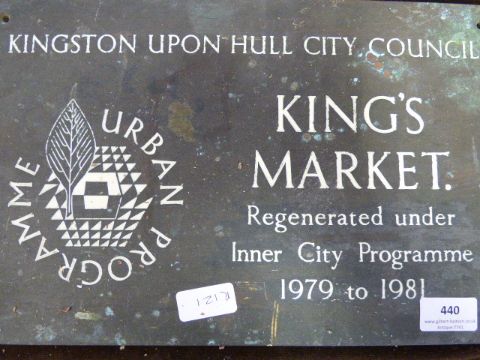 KINGSTON UPON HULL CITY COUNCIL
URBAN PROGRAMME
KING'S
MARKET.
Regenerated under
Inner City Programme
1979 to 1981
440